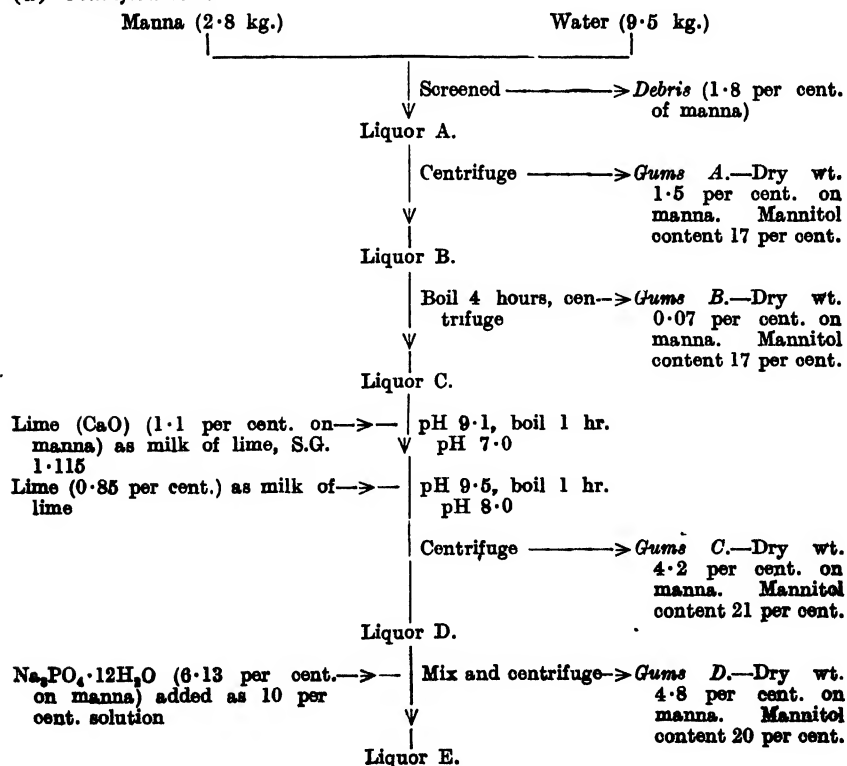 Manna (2·8 kg.) Water (9·5 kg.)
Screened Debris (1·8 per cent.
of manna)
Liquor A.
Centrifuge Gums A.—Dry wt.
1·5 per cent. on
manna. Mannitol
content 17 per cent.
Liquor B.
Boil 4 hours, cen- Gums B.—Dry wt.
trifuge 0·07 per cent. on
manna. Mannitol
content 17 per cent.
Liquor C.
Lime (CaO) (1·1 per cent. on pH 9·1, boil 1 hr.
manna) as milk of lime, S.G. pH 7·0
1·115
Lime (0·85 per cent.) as milk of pH 9·5, boil 1 hr.
lime pH 8·0
Centrifuge Gums C.—Dry wt.
4·2 per cent. on
manna. Mannitol
content 21 per cent.
Liquor D.
Na₃PO₄·12H₂O (6·13 per cent. Mix and centrifuge Gums D.—Dry wt.
on manna) added as 10 per 4·8 per cent. on
cent. solution manna. Mannitol
content 20 per cent.
Liquor E.